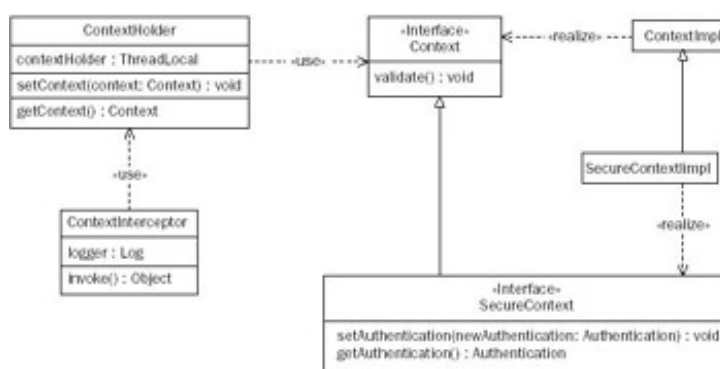 ContextHolder
contextHolder : ThreadLocal
setContext(context: Context) : void
getContext() : Context
«use»
«Interface»
Context
validate() : void
«realize»
ContextImpl
SecureContextImpl
«use»
ContextInterceptor
logger : Log
invoke() : Object
«realize»
«Interface»
SecureContext
setAuthentication(newAuthentication: Authentication) : void
getAuthentication() : Authentication